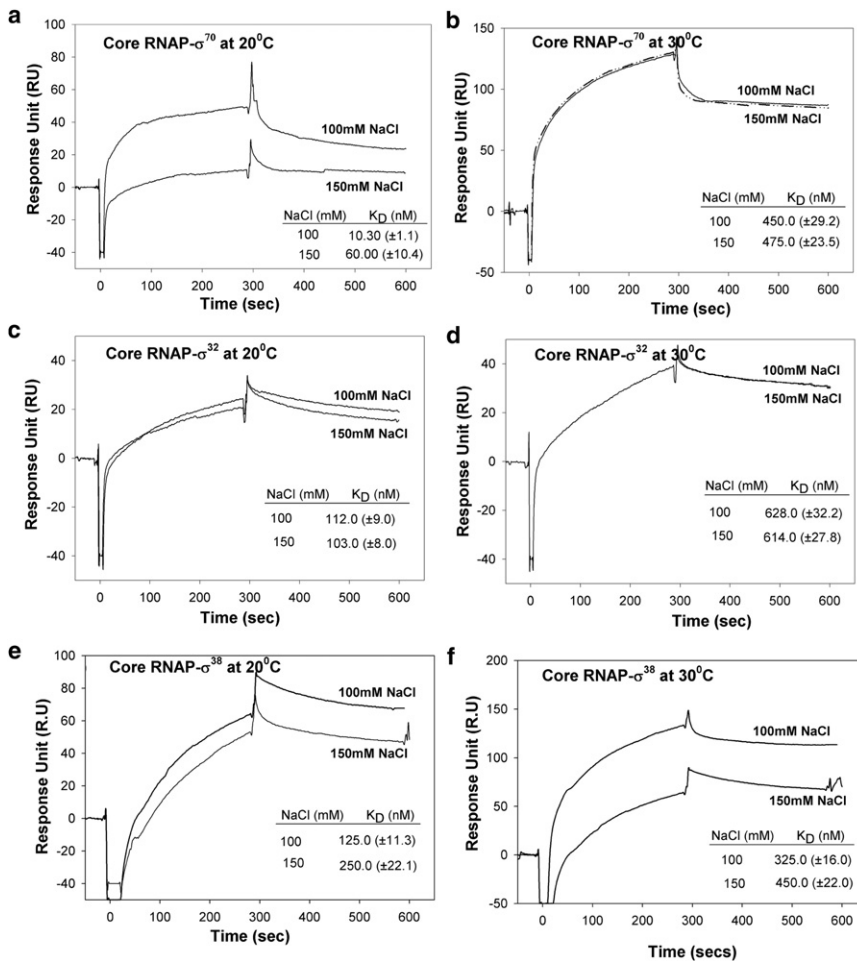 a
Core RNAP-σ⁷⁰ at 20⁰C
Response Unit (RU)
100
80
60
40
20
0
-20
-40
100mM NaCl
150mM NaCl
NaCl (mM) K_D (nM)
100 10.30 (±1.1)
150 60.00 (±10.4)
0 100 200 300 400 500 600
Time (sec)
b
Core RNAP-σ⁷⁰ at 30⁰C
Response Unit (RU)
150
100
50
0
-50
100mM NaCl
150mM NaCl
NaCl (mM) K_D (nM)
100 450.0 (±29.2)
150 475.0 (±23.5)
0 100 200 300 400 500 600
Time (sec)
c
Core RNAP-σ³² at 20⁰C
Response Unit (RU)
40
20
0
-20
-40
100mM NaCl
150mM NaCl
NaCl (mM) K_D (nM)
100 112.0 (±9.0)
150 103.0 (±8.0)
0 100 200 300 400 500 600
Time (sec)
d
Core RNAP-σ³² at 30⁰C
Response Unit (RU)
40
20
0
-20
-40
100mM NaCl
150mM NaCl
NaCl (mM) K_D (nM)
100 628.0 (±32.2)
150 614.0 (±27.8)
0 100 200 300 400 500 600
Time (sec)
e
Core RNAP-σ³⁸ at 20⁰C
Response Unit (R.U)
100
80
60
40
20
0
-20
-40
100mM NaCl
150mM NaCl
NaCl (mM) K_D (nM)
100 125.0 (±11.3)
150 250.0 (±22.1)
0 100 200 300 400 500 600
Time (sec)
f
Core RNAP-σ³⁸ at 30⁰C
Response Unit (R.U)
200
150
100
50
0
-50
100mM NaCl
150mM NaCl
NaCl (mM) K_D (nM)
100 325.0 (±16.0)
150 450.0 (±22.0)
0 100 200 300 400 500 600
Time (secs)